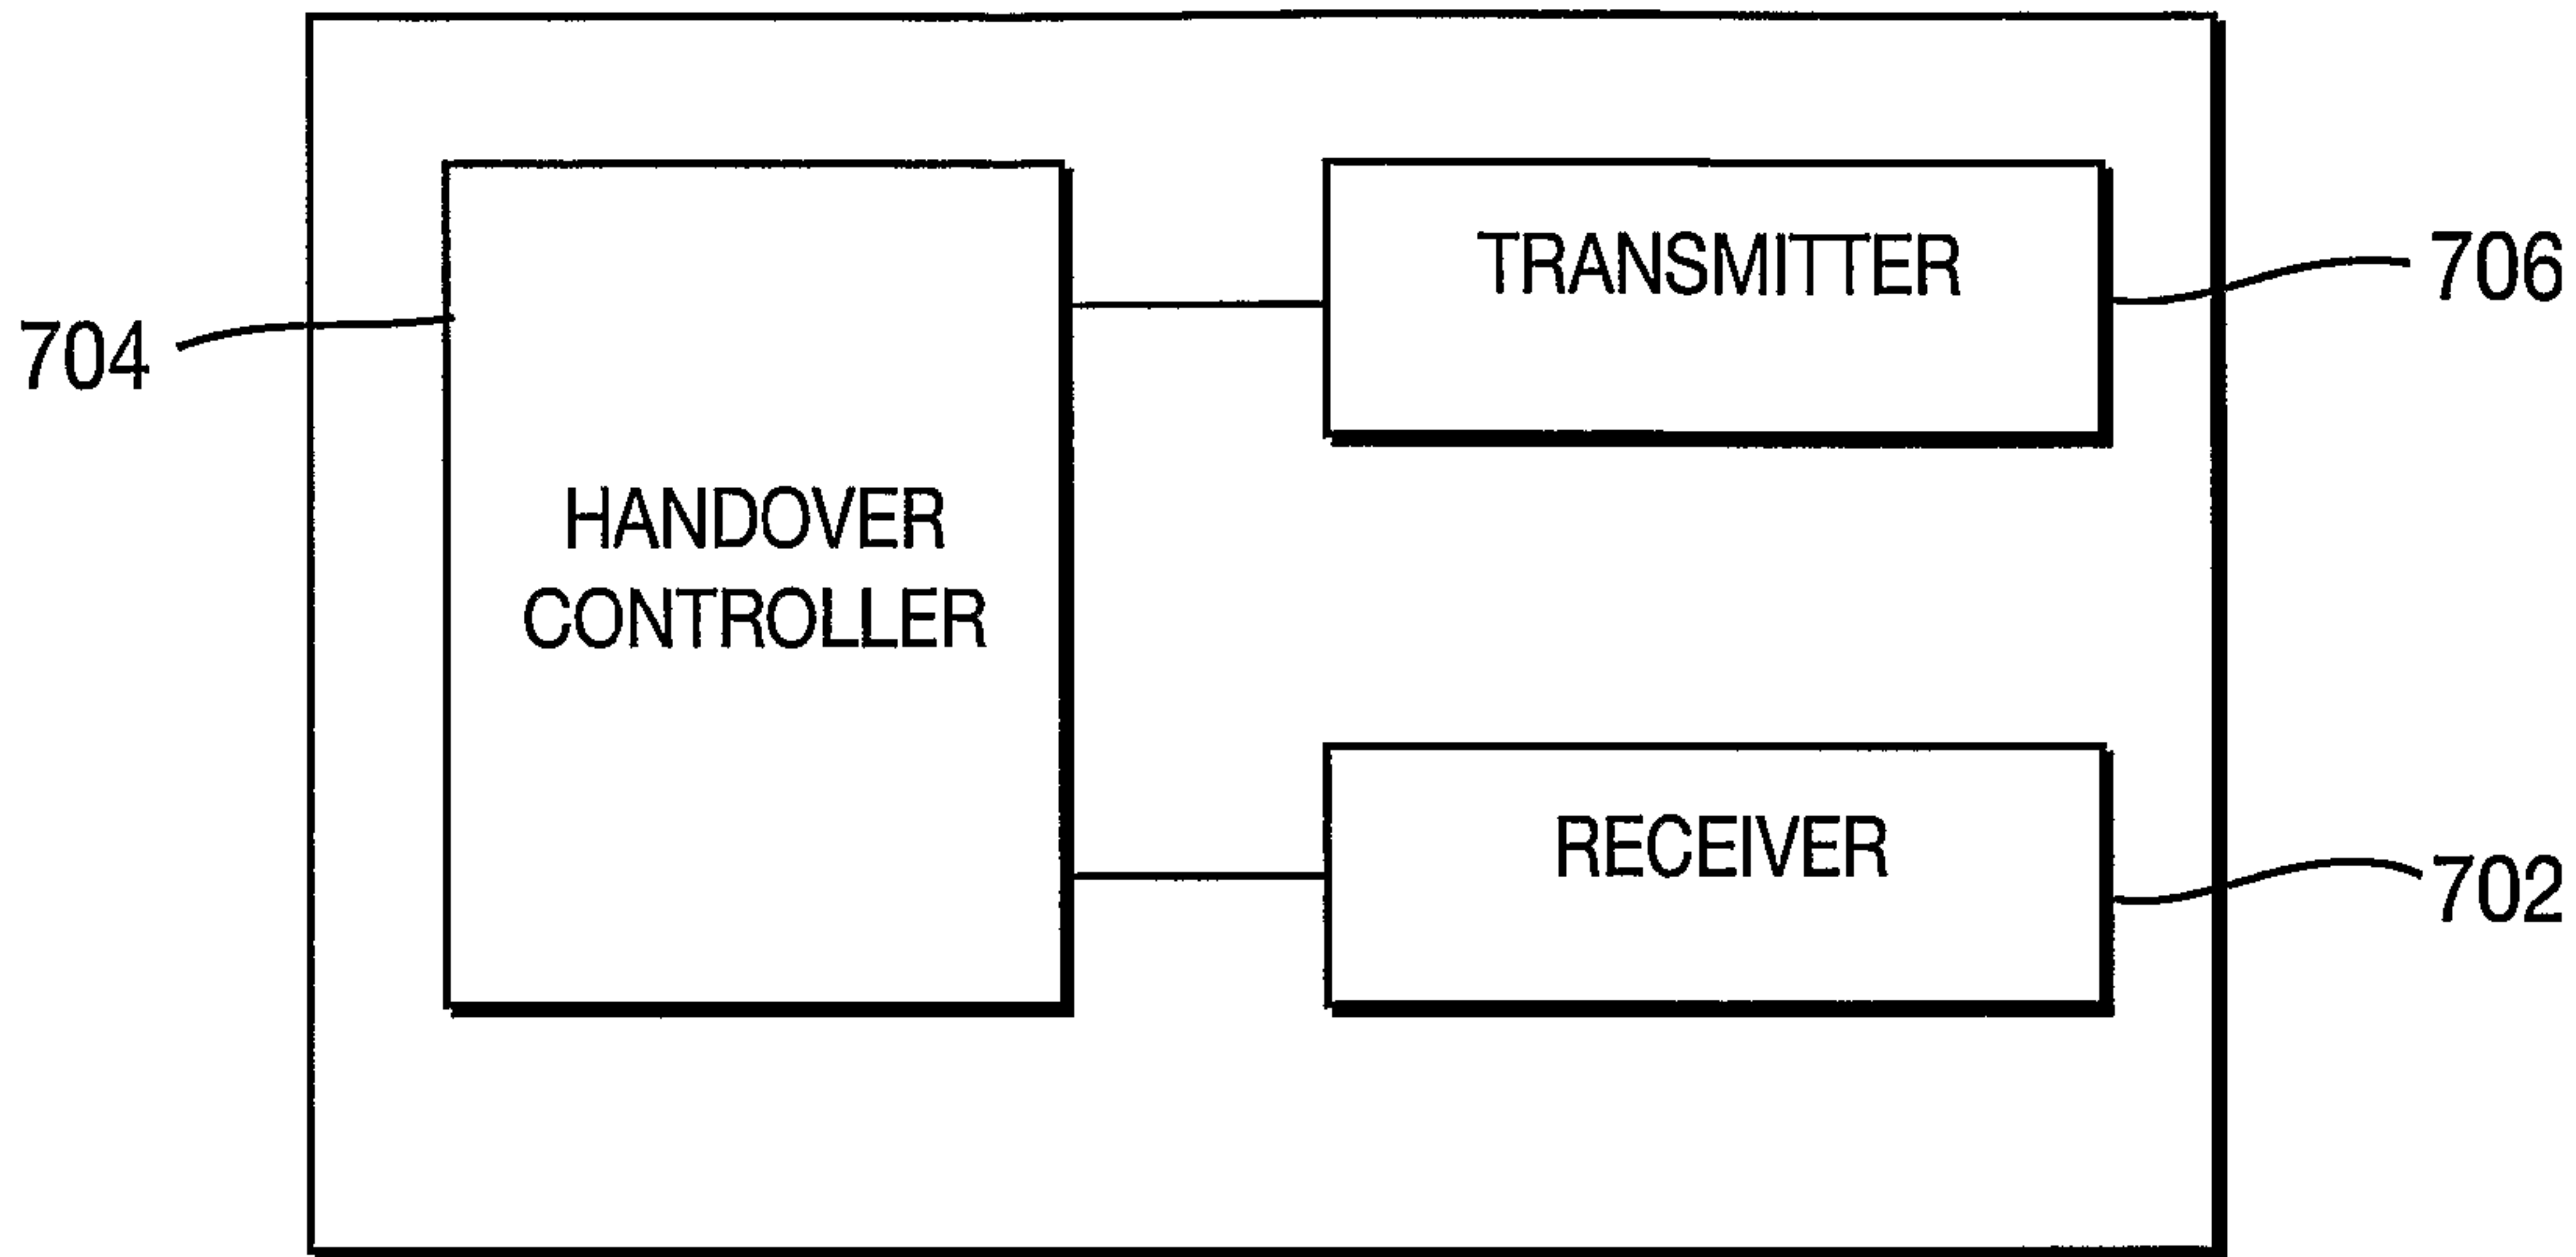 TRANSMITTER
706
704
HANDOVER
CONTROLLER
RECEIVER
702